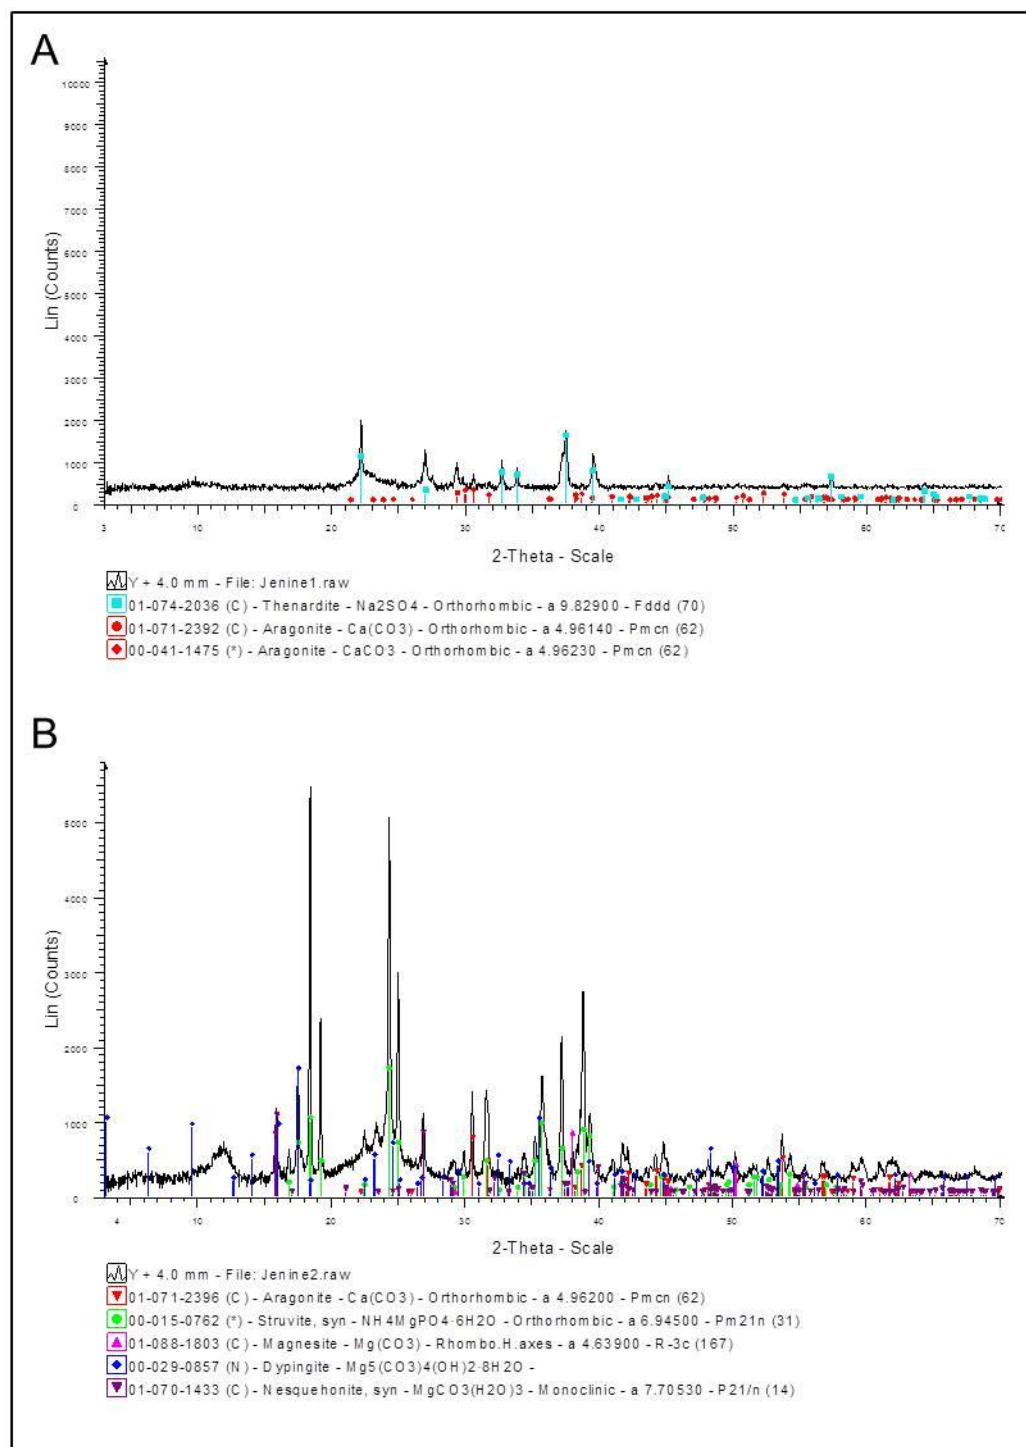 A
10000
9000
8000
7000
6000
5000
4000
3000
2000
1000
0
Lin (Counts)
3 10 20 30 40 50 60 70
2-Theta - Scale
Y + 4.0 mm - File: Jenine1.raw
01-074-2036 (C) - Thenardite - Na2SO4 - Orthorhombic - a 9.82900 - Fddd (70)
01-071-2392 (C) - Aragonite - Ca(CO3) - Orthorhombic - a 4.96140 - Pmcn (62)
00-041-1475 (*) - Aragonite - CaCO3 - Orthorhombic - a 4.96230 - Pmcn (62)
B
5000
4000
3000
2000
1000
0
Lin (Counts)
4 10 20 30 40 50 60 70
2-Theta - Scale
Y + 4.0 mm - File: Jenine2.raw
01-071-2396 (C) - Aragonite - Ca(CO3) - Orthorhombic - a 4.96200 - Pmcn (62)
00-015-0762 (*) - Struvite, syn - NH4MgPO4·6H2O - Orthorhombic - a 6.94500 - Pm21n (31)
01-088-1803 (C) - Magnesite - Mg(CO3) - Rhombo.H.axes - a 4.63900 - R-3c (167)
00-029-0857 (N) - Dypingite - Mg5(CO3)4(OH)2·8H2O -
01-070-1433 (C) - Nesquehonite, syn - MgCO3(H2O)3 - Monoclinic - a 7.70530 - P21/n (14)